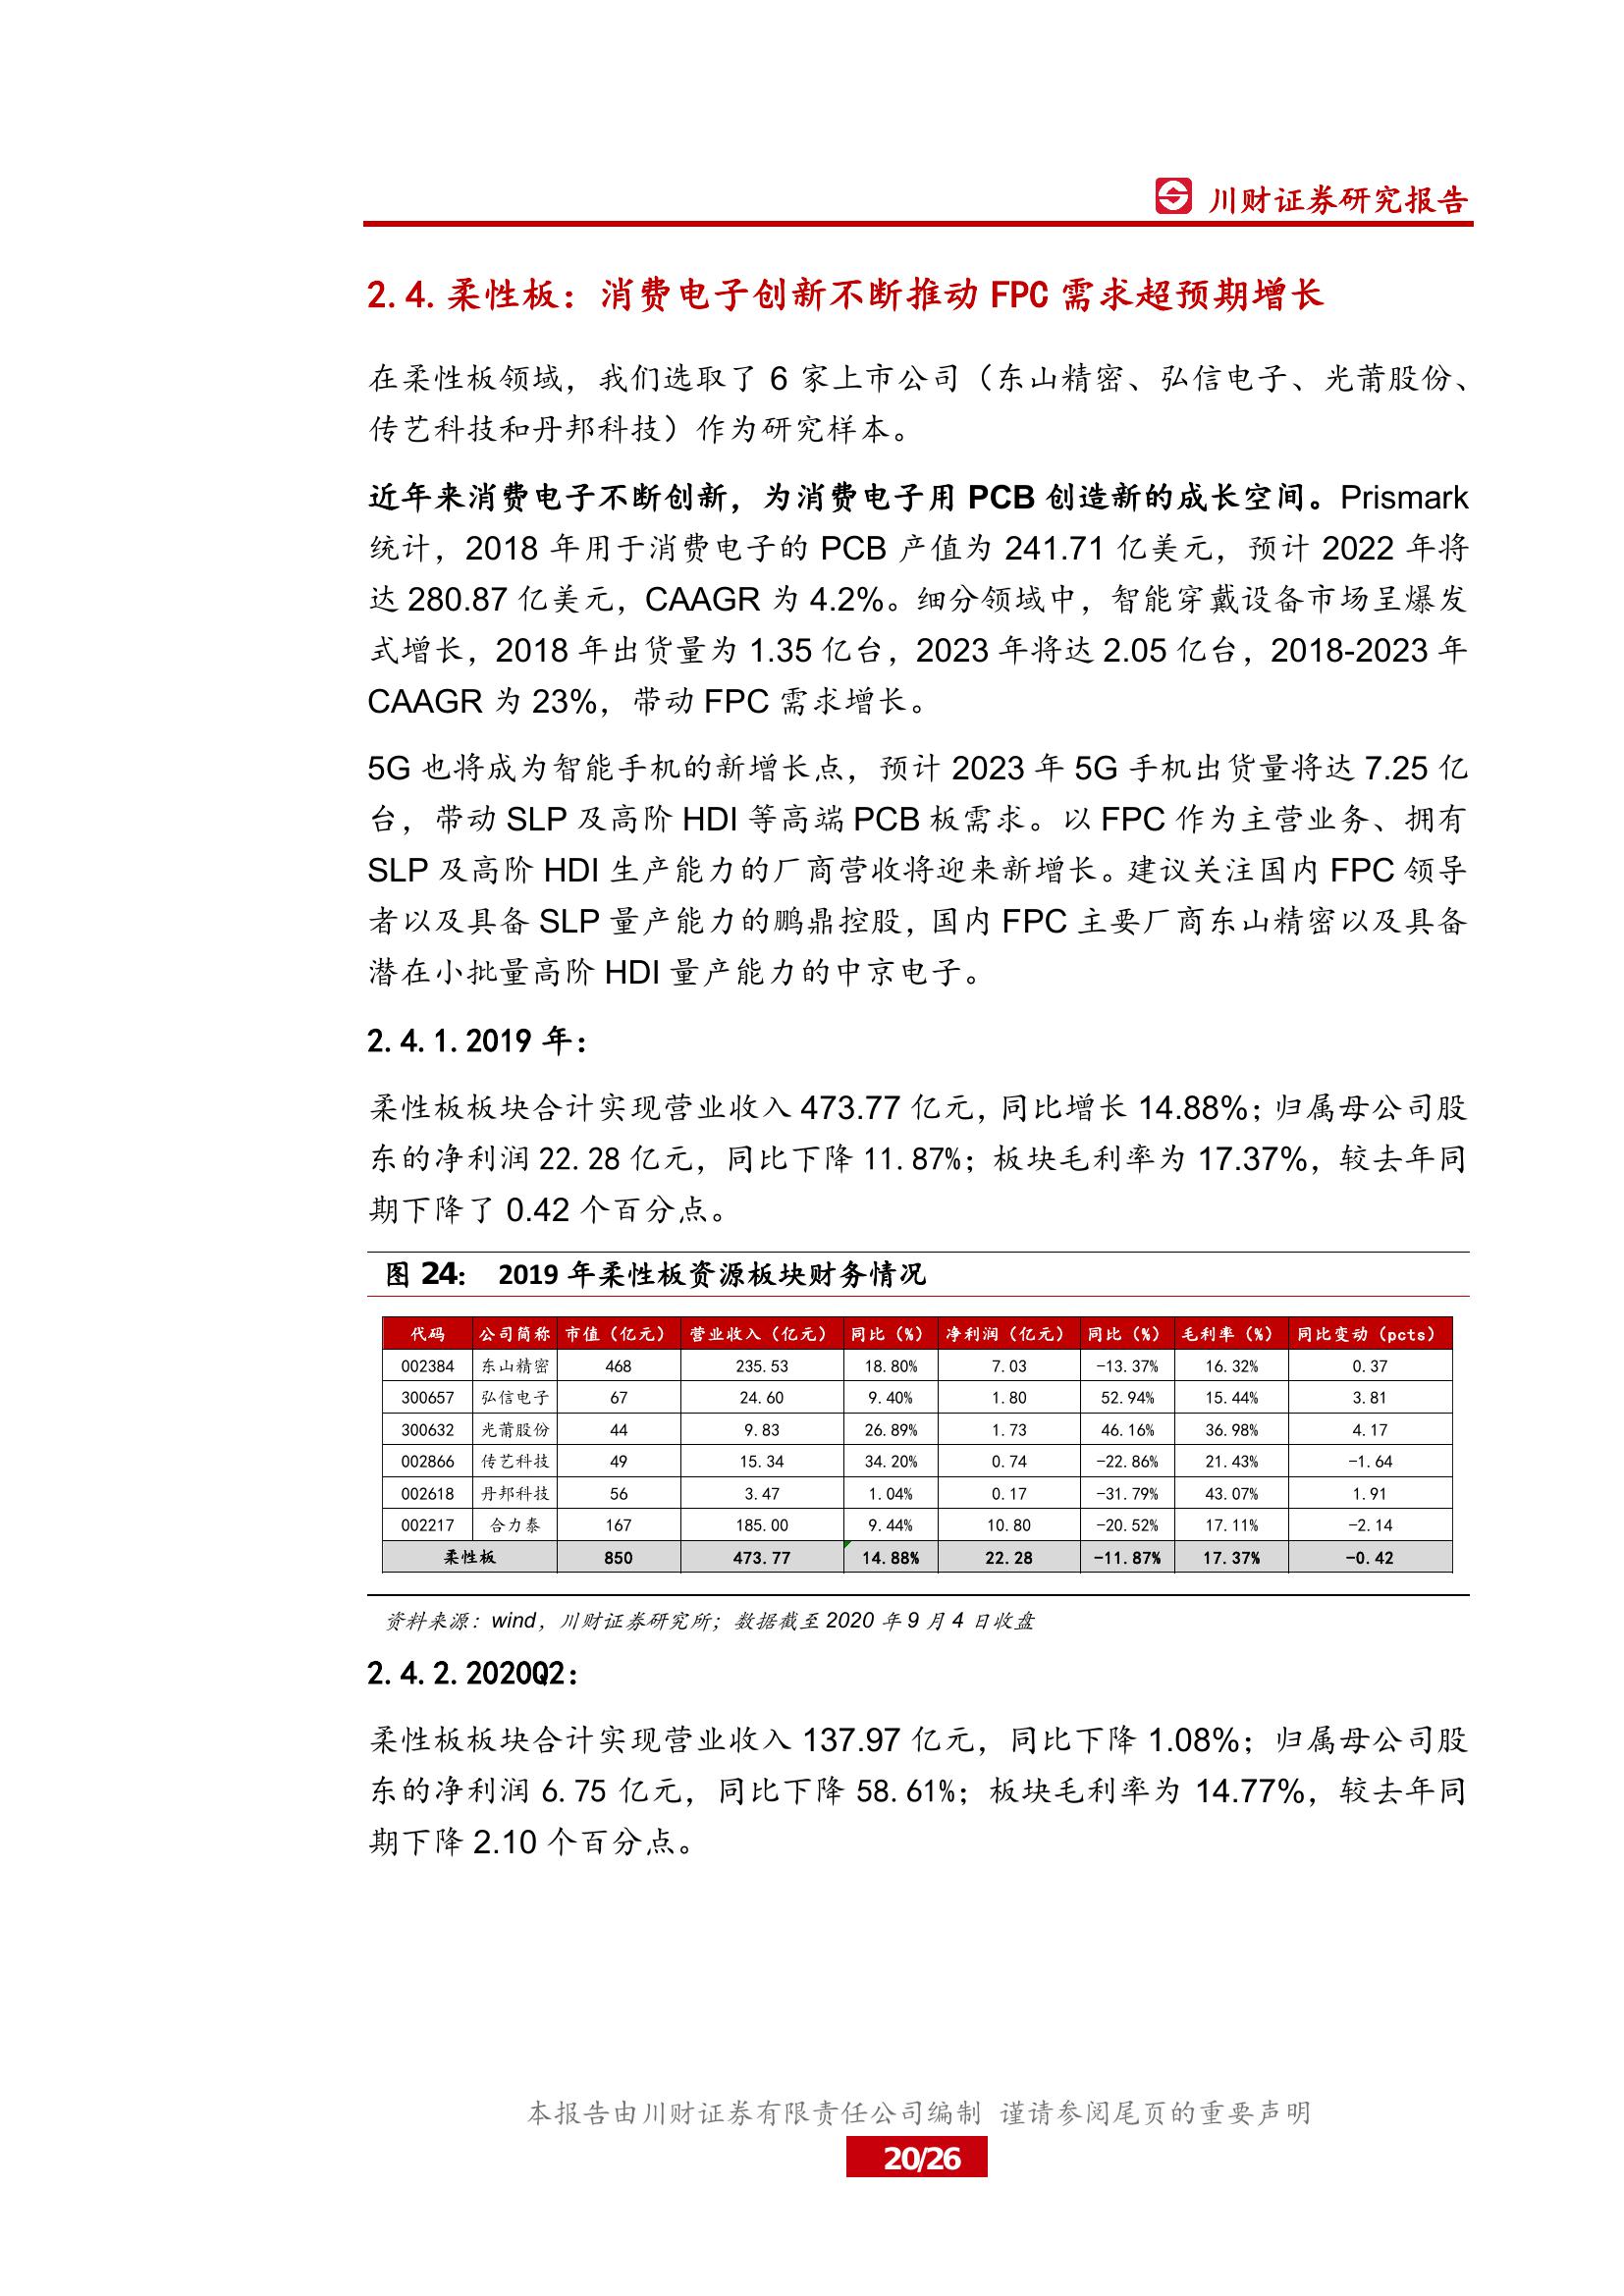 川财证券研究报告
2.4.柔性板：消费电子创新不断推动 FPC 需求超预期增长
在柔性板领域，我们选取了 6 家上市公司（东山精密、弘信电子、光莆股份、
传艺科技和丹邦科技）作为研究样本。
近年来消费电子不断创新，为消费电子用 PCB 创造新的成长空间。Prismark
统计，2018 年用于消费电子的 PCB 产值为 241.71 亿美元，预计 2022 年将
达 280.87 亿美元，CAAGR 为 4.2%。细分领域中，智能穿戴设备市场呈爆发
式增长，2018 年出货量为 1.35 亿台，2023 年将达 2.05 亿台，2018-2023 年
CAAGR 为 23%，带动 FPC 需求增长。
5G 也将成为智能手机的新增长点，预计 2023 年 5G 手机出货量将达 7.25 亿
台，带动 SLP 及高阶 HDI 等高端 PCB 板需求。以 FPC 作为主营业务、拥有
SLP 及高阶 HDI 生产能力的厂商营收将迎来新增长。建议关注国内 FPC 领导
者以及具备 SLP 量产能力的鹏鼎控股，国内 FPC 主要厂商东山精密以及具备
潜在小批量高阶 HDI 量产能力的中京电子。
2.4.1.2019 年：
柔性板板块合计实现营业收入 473.77 亿元，同比增长 14.88%；归属母公司股
东的净利润 22.28 亿元，同比下降 11.87%；板块毛利率为 17.37%，较去年同
期下降了 0.42 个百分点。
图 24： 2019 年柔性板资源板块财务情况
代码 公司简称 市值（亿元） 营业收入（亿元） 同比（%） 净利润（亿元） 同比（%） 毛利率（%） 同比变动（pcts）
002384 东山精密 468 235.53 18.80% 7.03 -13.37% 16.32% 0.37
300657 弘信电子 67 24.60 9.40% 1.80 52.94% 15.44% 3.81
300632 光莆股份 44 9.83 26.89% 1.73 46.16% 36.98% 4.17
002866 传艺科技 49 15.34 34.20% 0.74 -22.86% 21.43% -1.64
002618 丹邦科技 56 3.47 1.04% 0.17 -31.79% 43.07% 1.91
002217 合力泰 167 185.00 9.44% 10.80 -20.52% 17.11% -2.14
柔性板 850 473.77 14.88% 22.28 -11.87% 17.37% -0.42
资料来源：wind，川财证券研究所；数据截至 2020 年 9 月 4 日收盘
2.4.2.2020Q2：
柔性板板块合计实现营业收入 137.97 亿元，同比下降 1.08%；归属母公司股
东的净利润 6.75 亿元，同比下降 58.61%；板块毛利率为 14.77%，较去年同
期下降 2.10 个百分点。
本报告由川财证券有限责任公司编制 谨请参阅尾页的重要声明
20/26